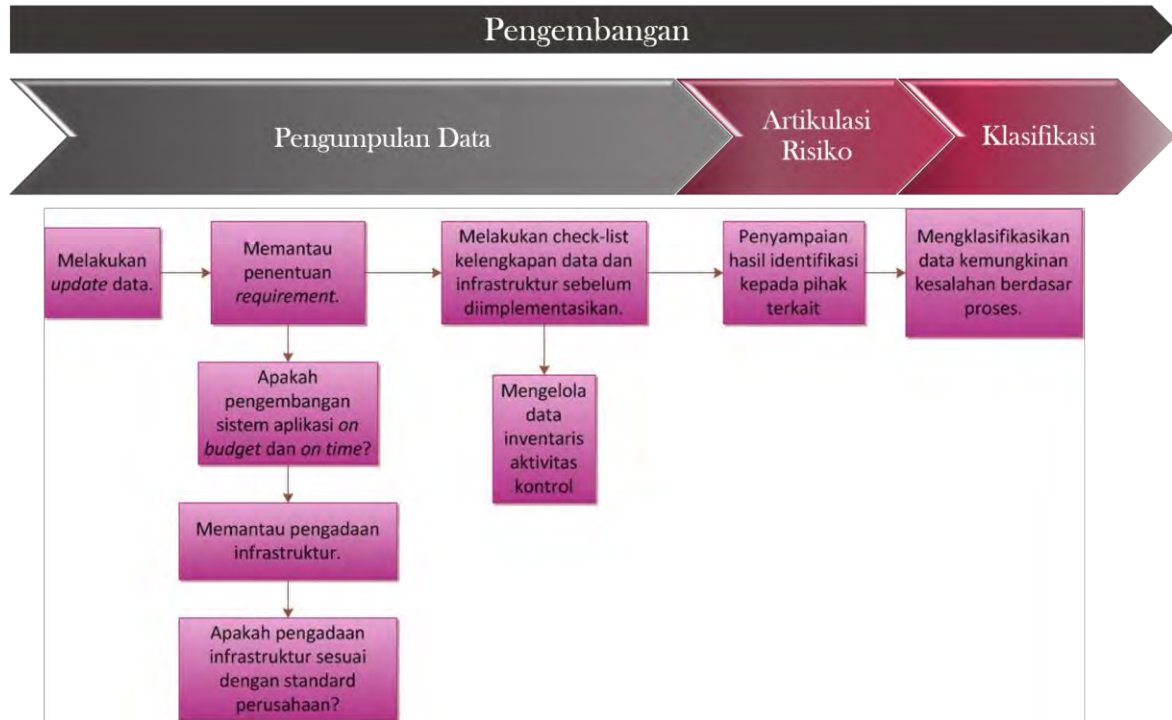 Pengembangan
Pengumpulan Data
Artikulasi
Risiko
Klasifikasi
Melakukan
update data.
Memantau
penentuan
requirement.
Melakukan check-list
kelengkapan data dan
infrastruktur sebelum
diimplementasikan.
Penyampaian
hasil identifikasi
kepada pihak
terkait
Mengklasifikasikan
data kemungkinan
kesalahan berdasar
proses.
Apakah
pengembangan
sistem aplikasi on
budget dan on time?
Mengelola
data
inventaris
aktivitas
kontrol
Memantau pengadaan
infrastruktur.
Apakah pengadaan
infrastruktur sesuai
dengan standard
perusahaan?